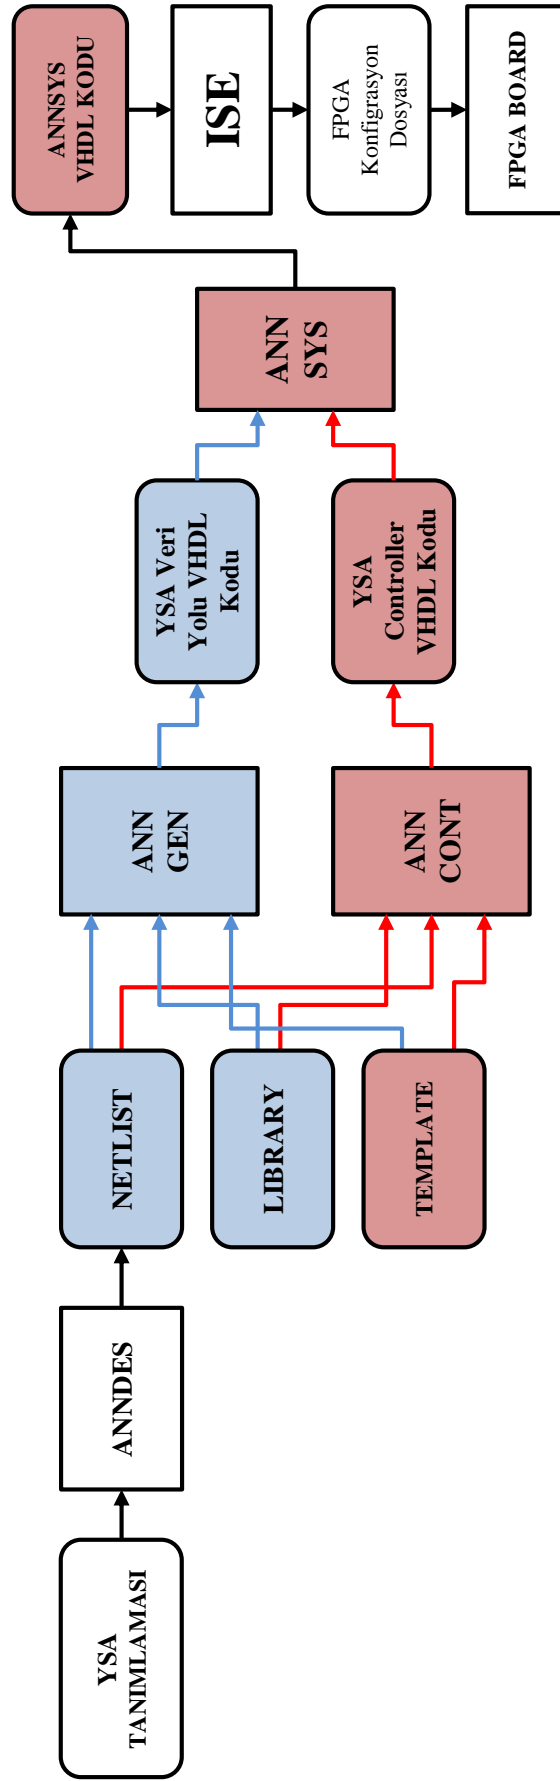 YSA
TANIMLAMASI
ANNDES
NETLIST
LIBRARY
TEMPLATE
ANN
GEN
ANN
CONT
YSA Veri
Yolu VHDL
Kodu
YSA
Controller
VHDL Kodu
ANN
SYS
ANNSYS
VHDL KODU
ISE
FPGA
Konfigrasyon
Dosyası
FPGA BOARD